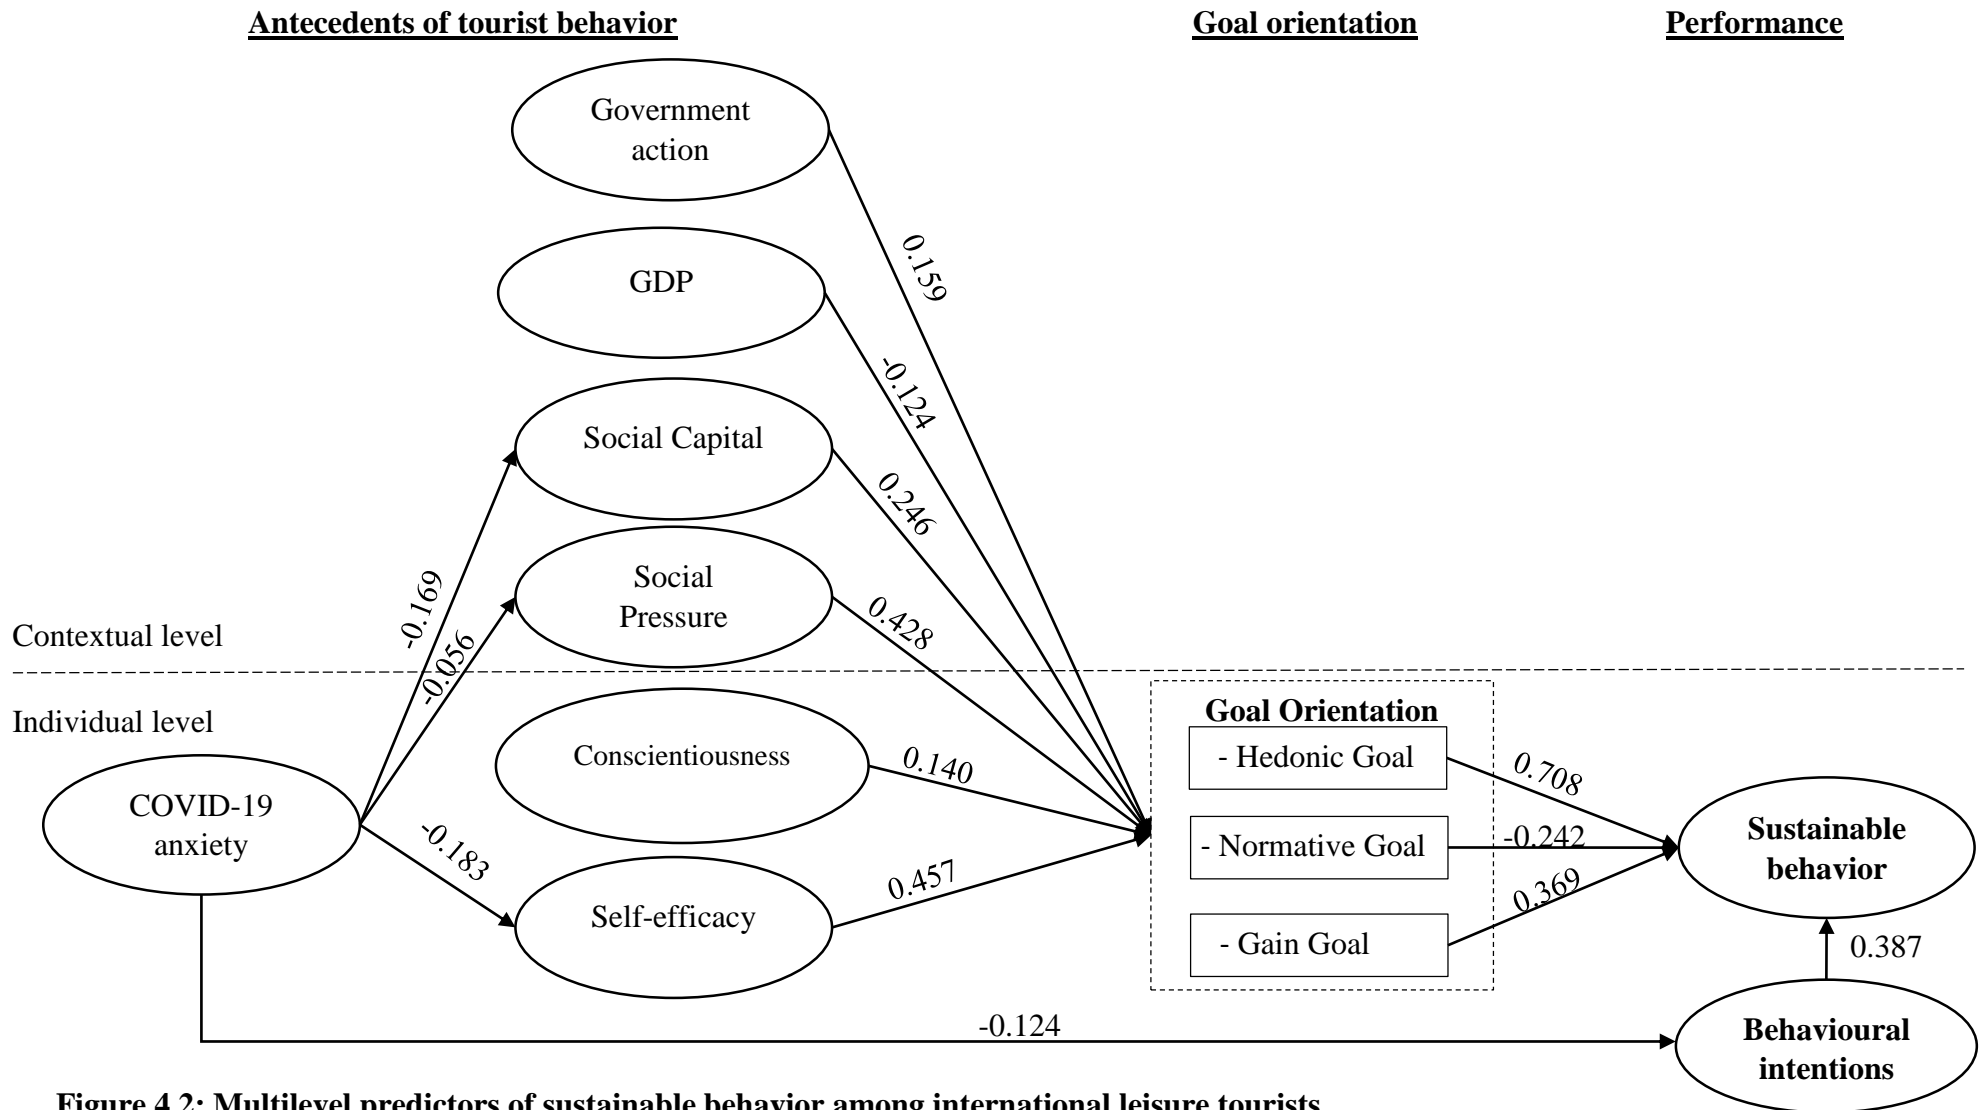 Antecedents of tourist behavior
Goal orientation
Performance
Government
action
0.159
GDP
-0.124
Social Capital
0.246
-0.169
Social
Pressure
0.428
-0.056
Contextual level
Individual level
Conscientiousness
0.140
COVID-19
anxiety
-0.183
Self-efficacy
0.457
Goal Orientation
- Hedonic Goal
0.708
- Normative Goal
-0.242
- Gain Goal
0.369
Sustainable
behavior
0.387
-0.124
Behavioural
intentions
Figure 4.2: Multilevel predictors of sustainable behavior among international leisure tourists